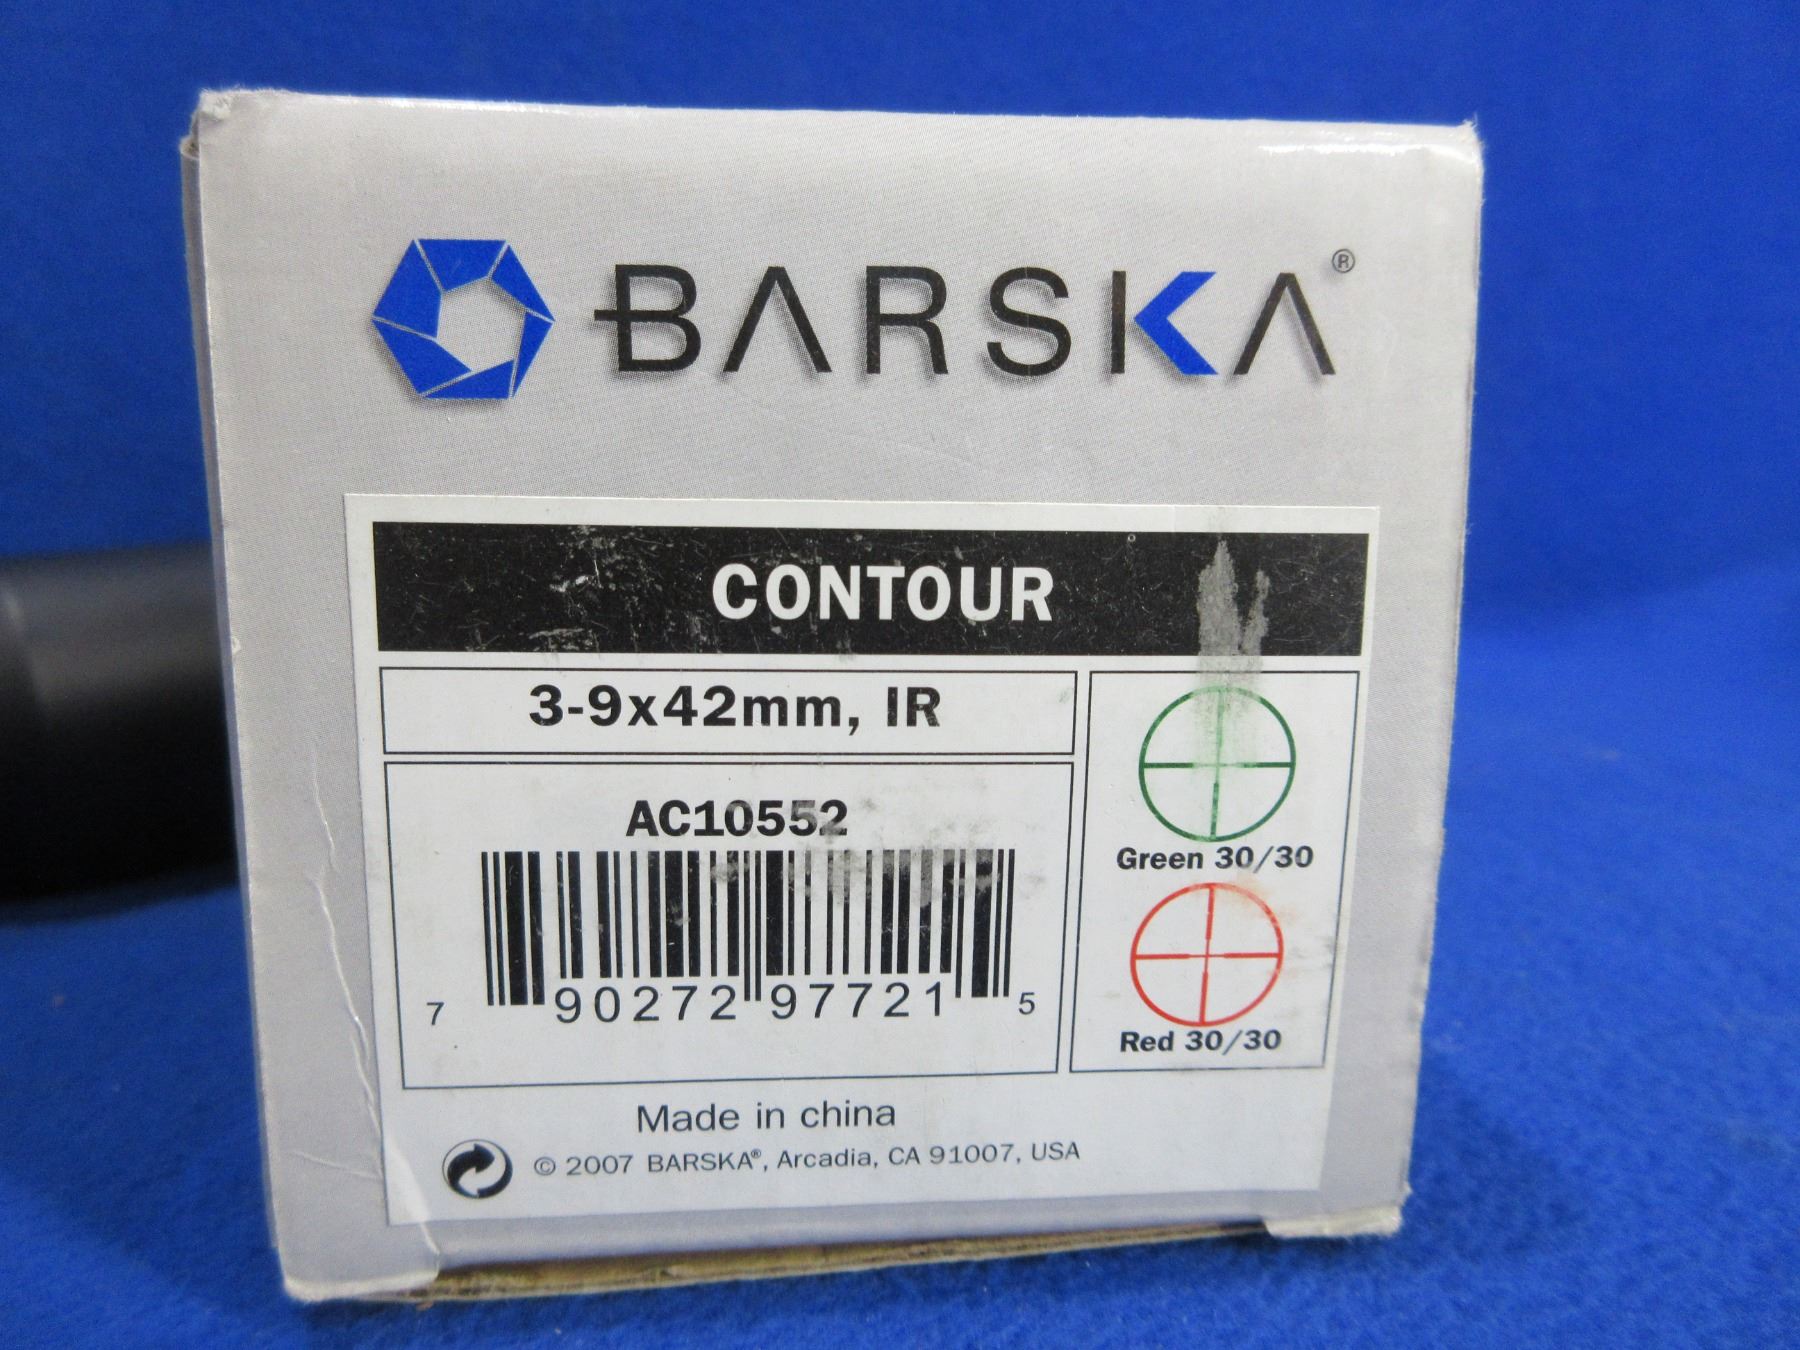 BARSKA®
CONTOUR
3-9x42mm, IR
AC10552
7 90272 97721 5
Green 30/30
Red 30/30
Made in china
© 2007 BARSKA®, Arcadia, CA 91007, USA